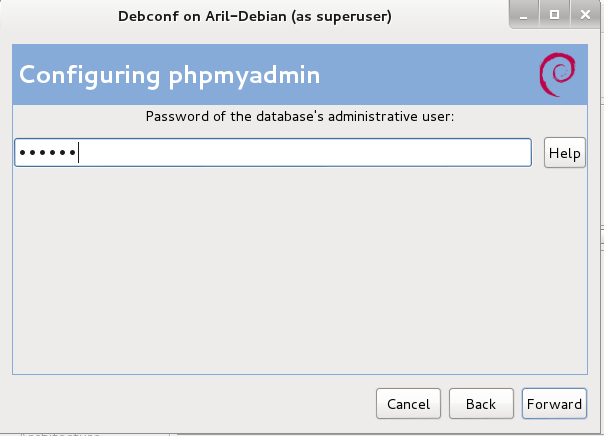 Debconf on Aril-Debian (as superuser)
Configuring phpmyadmin
Password of the database's administrative user:
••••••
Help
Cancel
Back
Forward